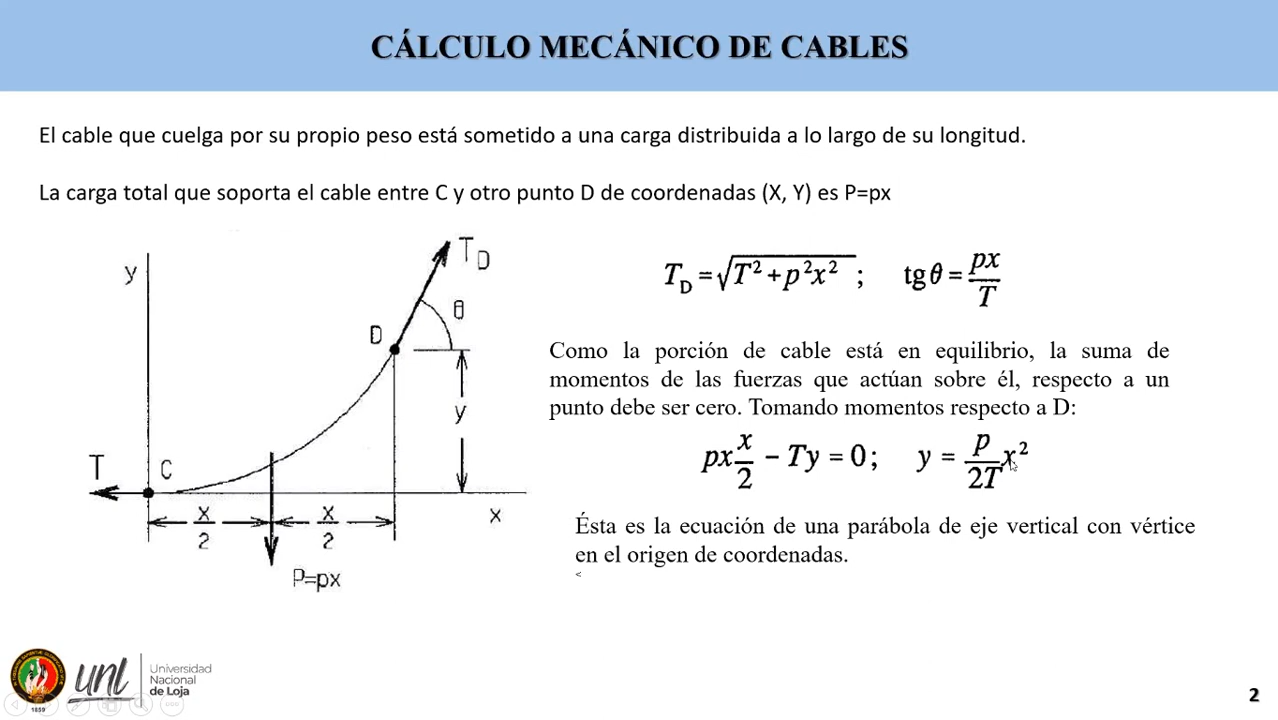 CÁLCULO MECÁNICO DE CABLES
El cable que cuelga por su propio peso está sometido a una carga distribuida a lo largo de su longitud.
La carga total que soporta el cable entre C y otro punto D de coordenadas (X, Y) es P=px
y
T_D
θ
D
y
T
C
x/2
x/2
x
P=px
T_D = √(T² + p²x²) ; tg θ = px/T
Como la porción de cable está en equilibrio, la suma de
momentos de las fuerzas que actúan sobre él, respecto a un
punto debe ser cero. Tomando momentos respecto a D:
px x/2 − Ty = 0; y = p/2T x²
Ésta es la ecuación de una parábola de eje vertical con vértice
en el origen de coordenadas.
<
1859
unl
Universidad
Nacional
de Loja
2